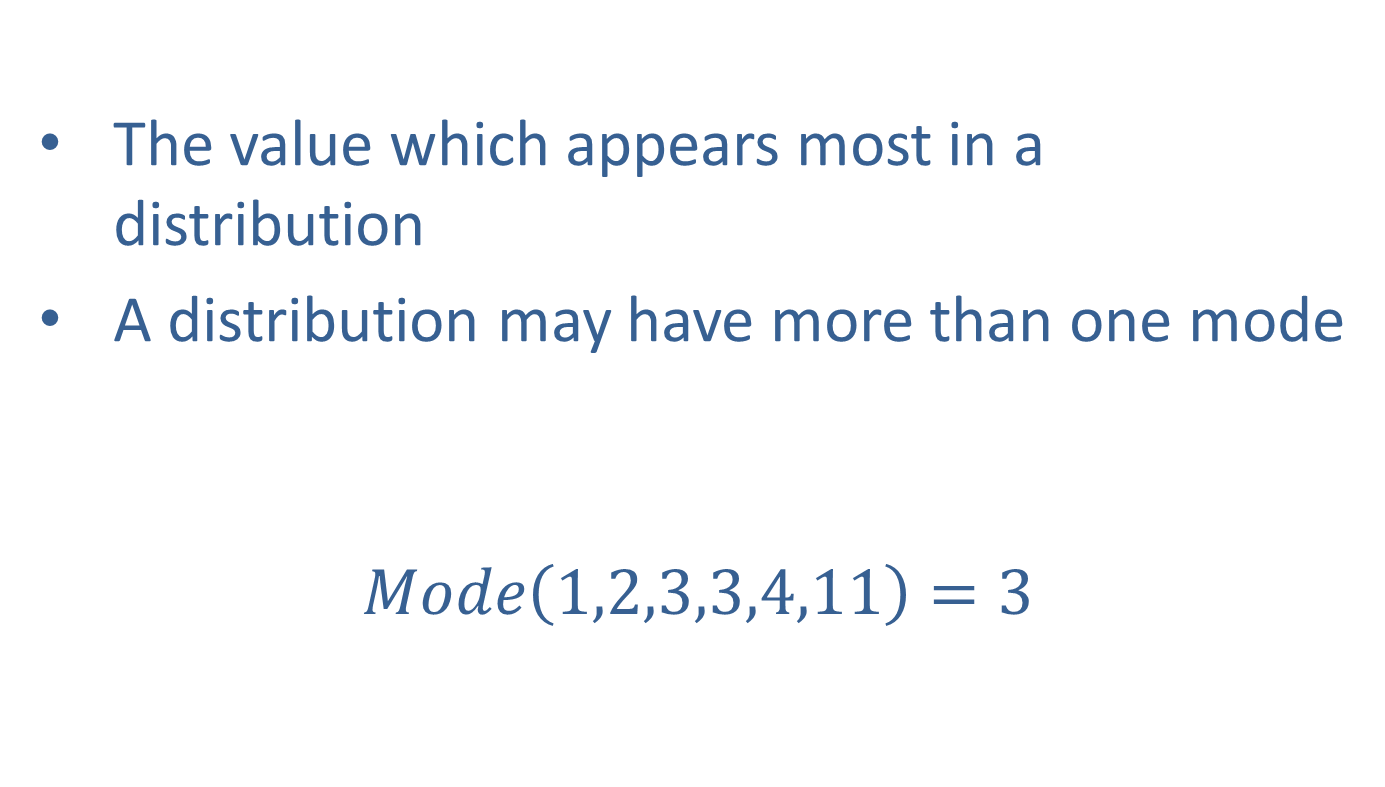 • The value which appears most in a
distribution
• A distribution may have more than one mode
Mode(1,2,3,3,4,11) = 3